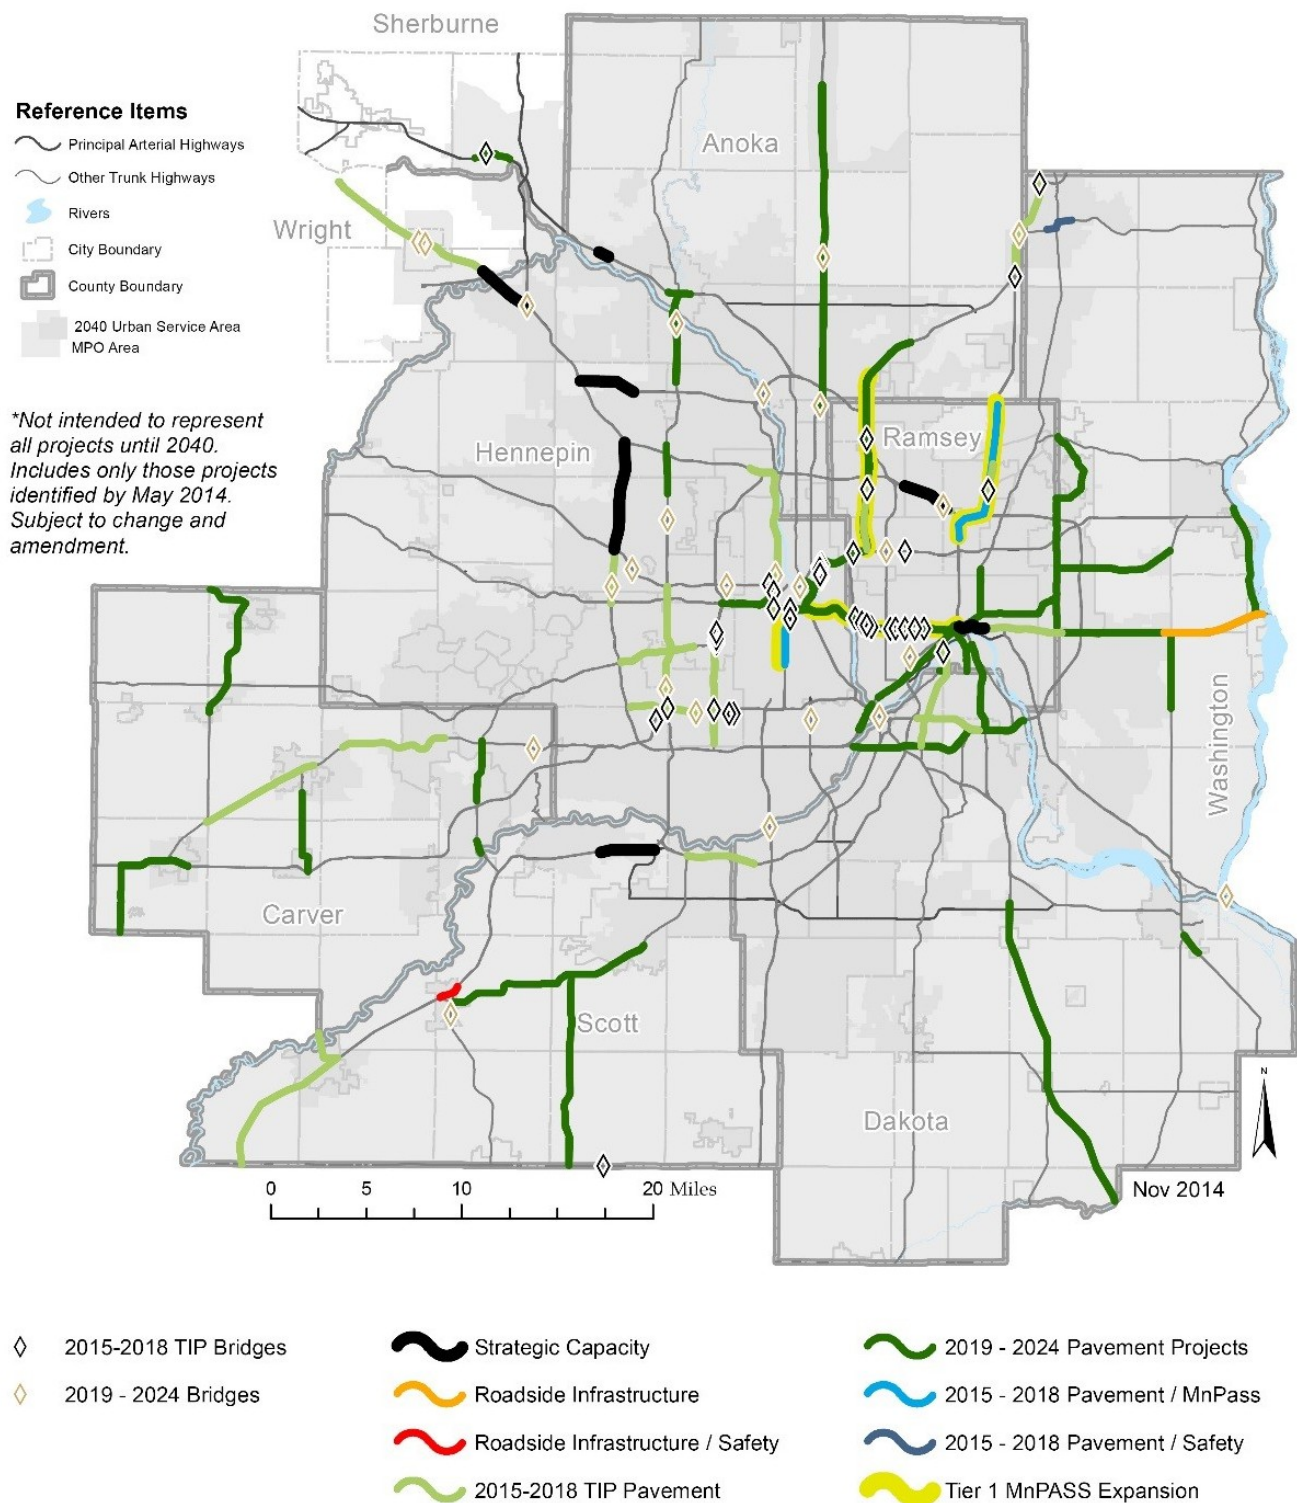 Sherburne
Reference Items
Principal Arterial Highways
Other Trunk Highways
Rivers
City Boundary
County Boundary
2040 Urban Service Area
MPO Area
Anoka
Wright
*Not intended to represent
all projects until 2040.
Includes only those projects
identified by May 2014.
Subject to change and
amendment.
Hennepin
Ramsey
Washington
Carver
Scott
Dakota
N
Nov 2014
0 5 10 20 Miles
2015-2018 TIP Bridges
2019 - 2024 Bridges
Strategic Capacity
Roadside Infrastructure
Roadside Infrastructure / Safety
2015-2018 TIP Pavement
2019 - 2024 Pavement Projects
2015 - 2018 Pavement / MnPass
2015 - 2018 Pavement / Safety
Tier 1 MnPASS Expansion